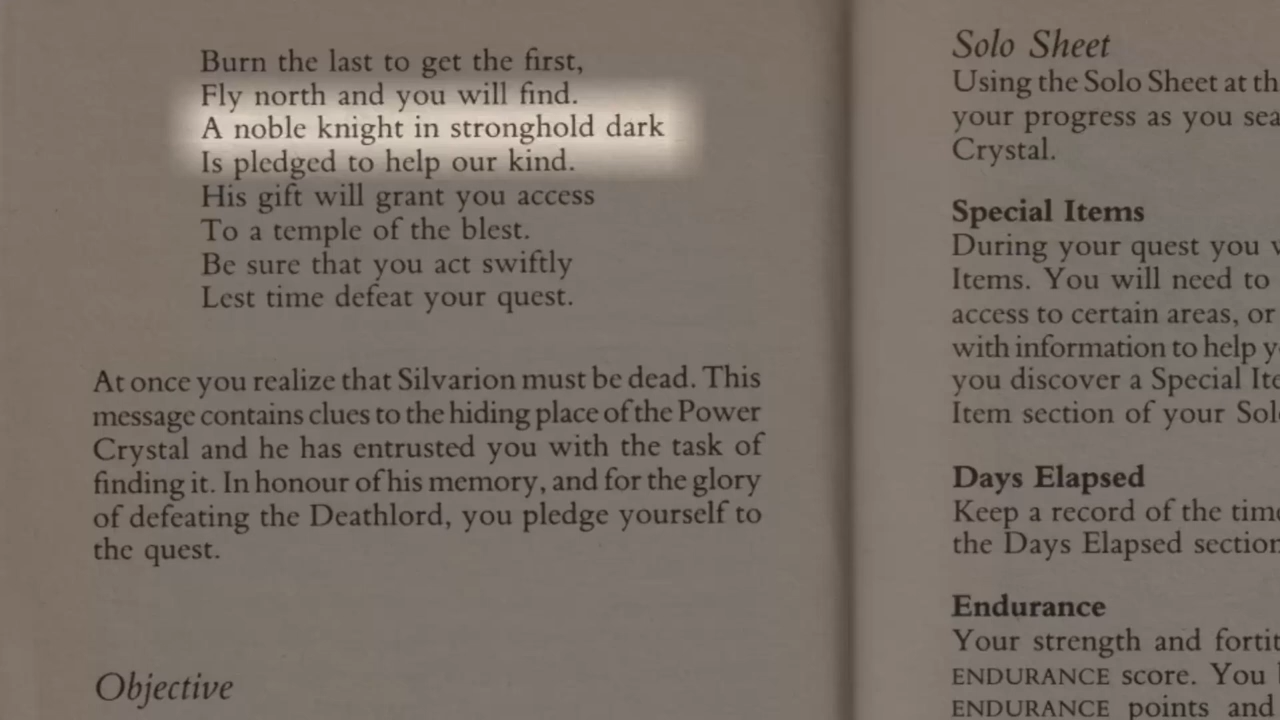 Burn the last to get the first,
Fly north and you will find.
A noble knight in stronghold dark
Is pledged to help our kind.
His gift will grant you access
To a temple of the blest.
Be sure that you act swiftly
Lest time defeat your quest.
At once you realize that Silvarion must be dead. This
message contains clues to the hiding place of the Power
Crystal and he has entrusted you with the task of
finding it. In honour of his memory, and for the glory
of defeating the Deathlord, you pledge yourself to
the quest.
Objective
Solo Sheet
Using the Solo Sheet at
your progress as you
Crystal.
Special Items
During your quest you
Items. You will need to
access to certain areas, or
with information to help
you discover a Special
Item section of your
Days Elapsed
Keep a record of the
the Days Elapsed section
Endurance
Your strength and
ENDURANCE score. You
ENDURANCE points and